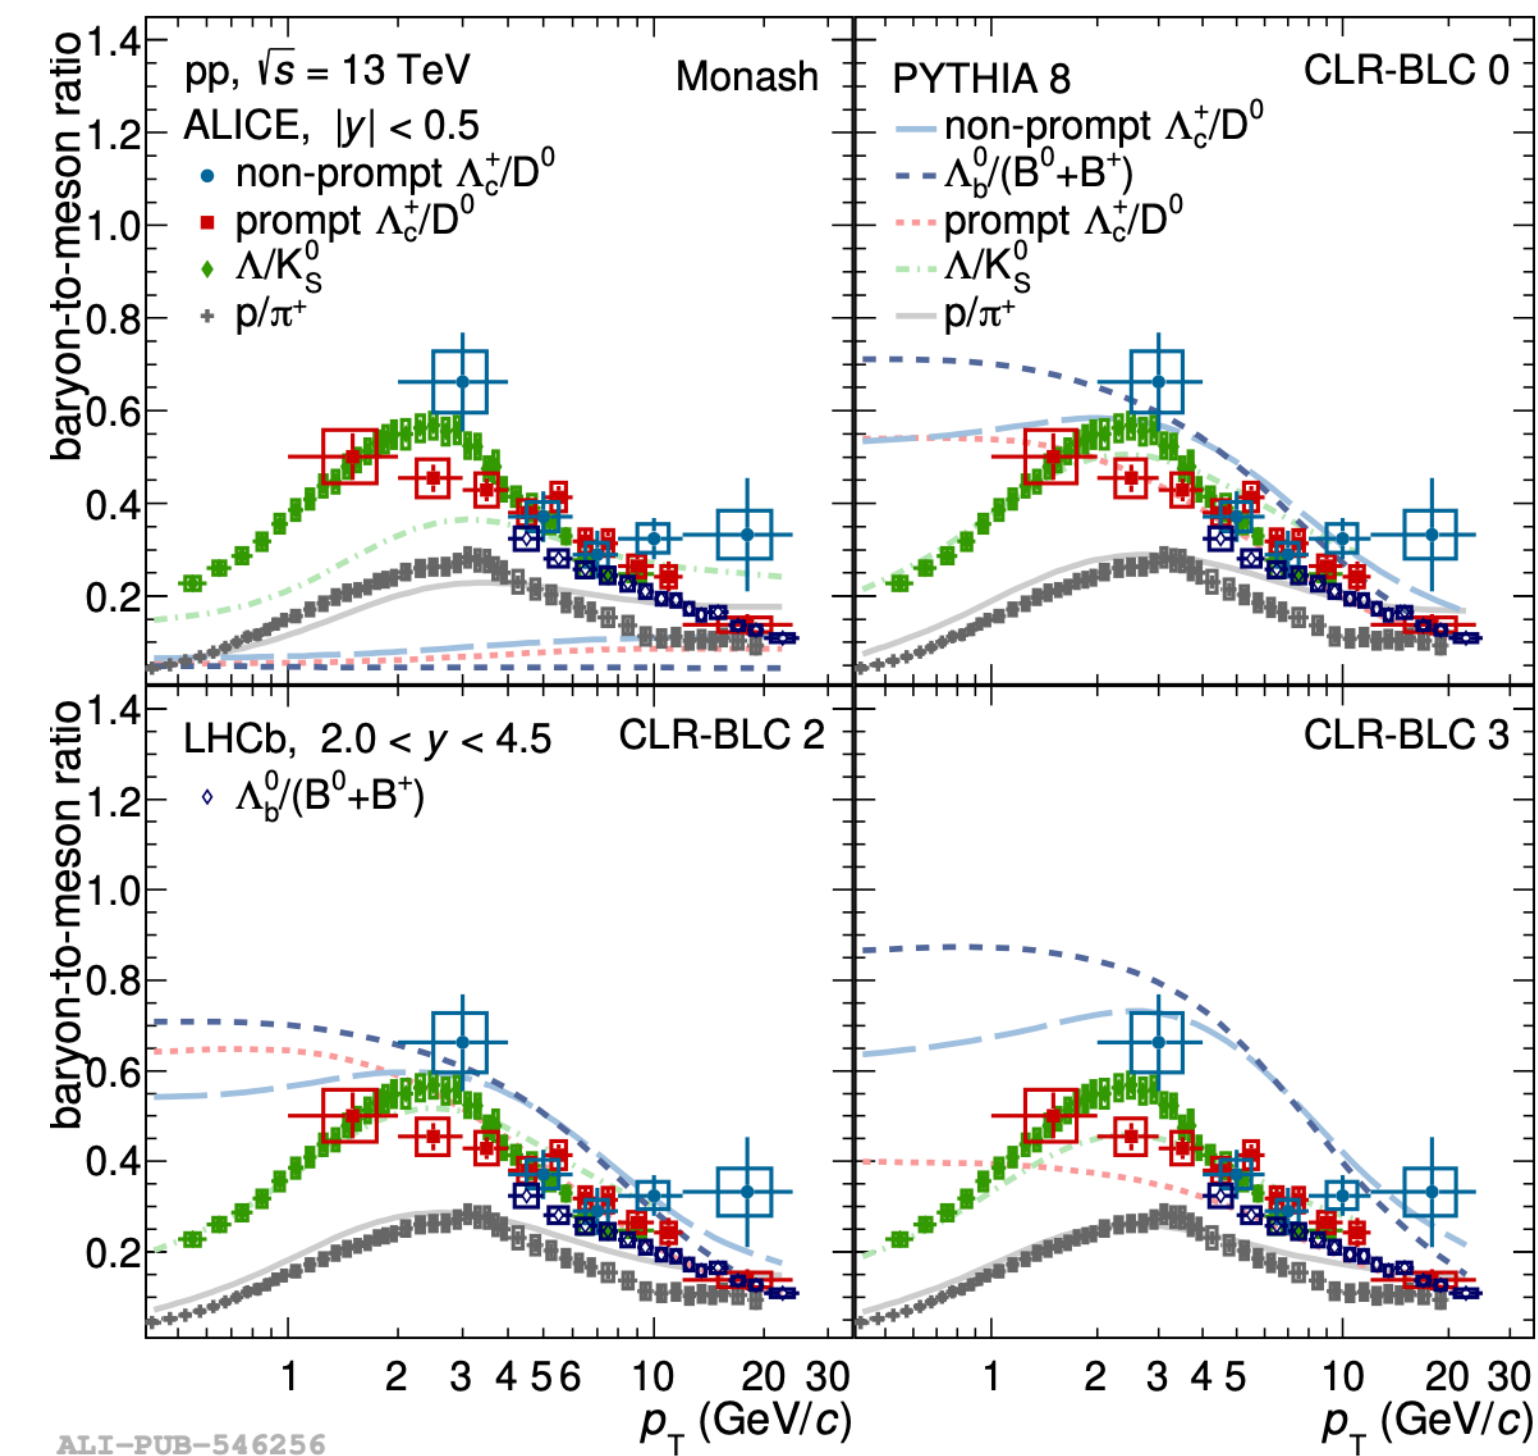 baryon-to-meson ratio
1.4
1.2
1.0
0.8
0.6
0.4
0.2
pp, √s = 13 TeV
Monash
ALICE, |y| < 0.5
non-prompt Λc+/D0
prompt Λc+/D0
Λ/KS0
p/π+
PYTHIA 8
CLR-BLC 0
non-prompt Λc+/D0
Λb0/(B0+B+)
prompt Λc+/D0
Λ/KS0
p/π+
baryon-to-meson ratio
1.4
1.2
1.0
0.8
0.6
0.4
0.2
LHCb, 2.0 < y < 4.5
CLR-BLC 2
Λb0/(B0+B+)
CLR-BLC 3
1 2 3 4 5 6 10 20 30
1 2 3 4 5 10 20 30
pT (GeV/c)
pT (GeV/c)
ALI-PUB-546256